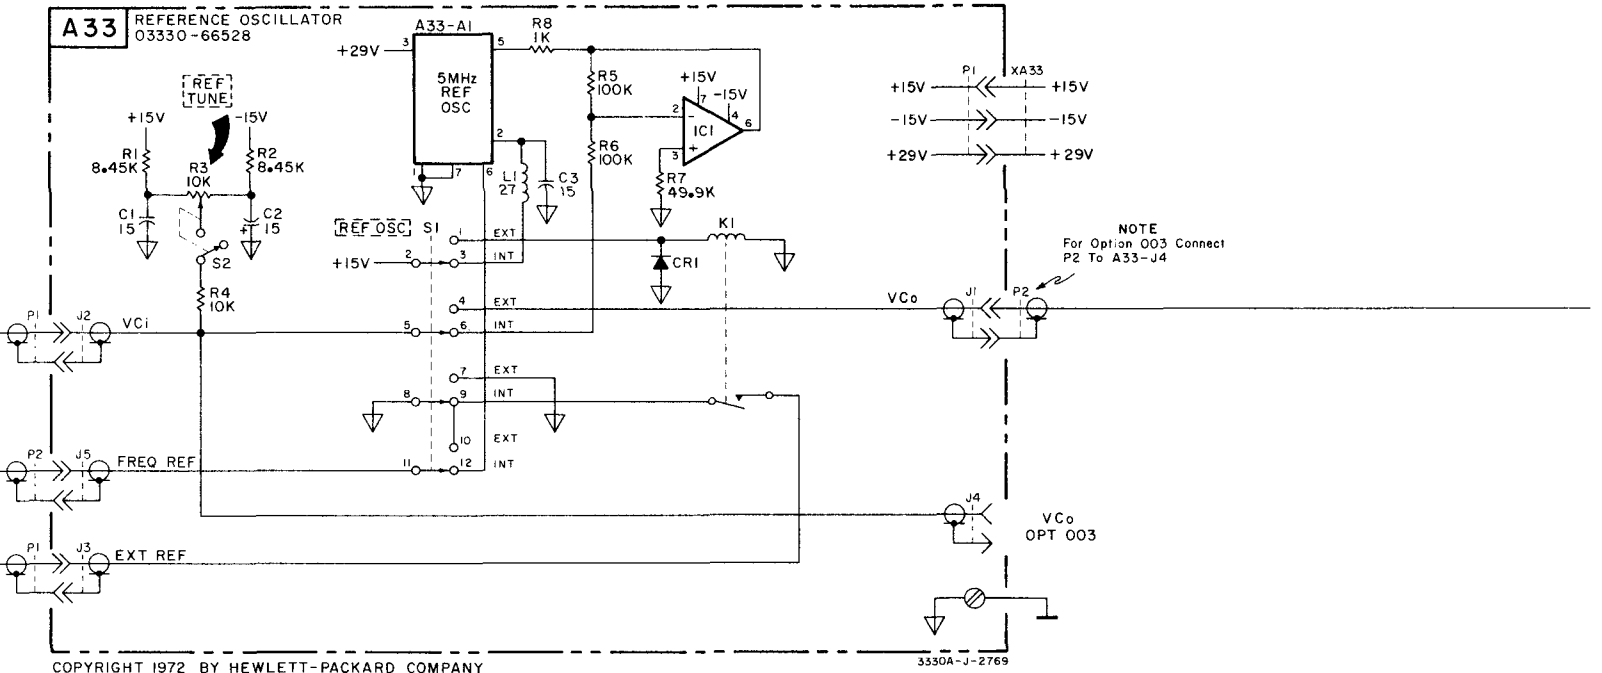 A33
REFERENCE OSCILLATOR
03330-66528
REF
TUNE
+15V
-15V
R1
8.45K
R3
10K
R2
8.45K
C1
15
C2
+ 15
S2
R4
10K
A33-A1
+29V
3
5
5MHz
REF
OSC
2
1
7
6
R8
1K
R5
100K
R6
100K
+15V
7
-15V
4
2
-
IC1
6
+
3
R7
49.9K
L1
27
C3
15
REF OSC
S1
1
EXT
+15V
2
3
INT
4
EXT
5
6
INT
7
EXT
8
9
INT
10
EXT
11
12
INT
K1
CR1
P1
XA33
+15V
+15V
-15V
-15V
+29V
+29V
NOTE
For Option 003 Connect
P2 To A33-J4
VCo
J1
P2
P1
J2
VCi
P2
J5
FREQ REF
P1
J3
EXT REF
J4
VCo
OPT 003
3330A-J-2769
COPYRIGHT 1972 BY HEWLETT-PACKARD COMPANY